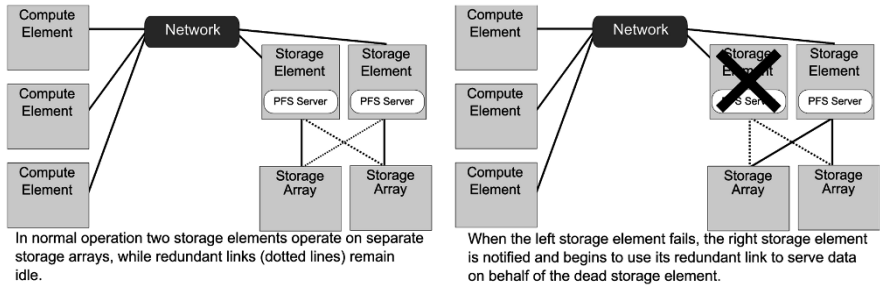 Compute
Element
Network
Compute
Element
Compute
Element
Storage
Element
PFS Server
Storage
Element
PFS Server
Storage
Array
Storage
Array
In normal operation two storage elements operate on separate
storage arrays, while redundant links (dotted lines) remain
idle.
Compute
Element
Network
Compute
Element
Compute
Element
Storage
Element
PFS Server
Storage
Element
PFS Server
Storage
Array
Storage
Array
When the left storage element fails, the right storage element
is notified and begins to use its redundant link to serve data
on behalf of the dead storage element.